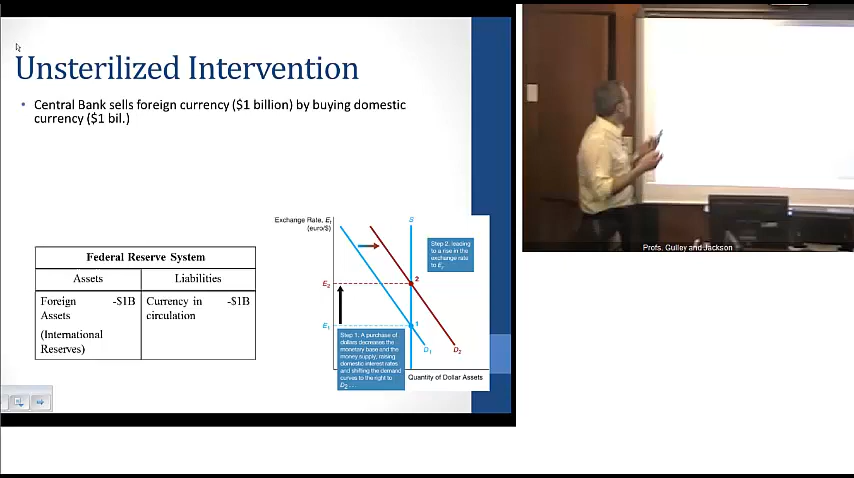 Unsterilized Intervention
• Central Bank sells foreign currency ($1 billion) by buying domestic
currency ($1 bil.)
Federal Reserve System
Assets Liabilities
Foreign -$1B Currency in -$1B
Assets circulation
(International
Reserves)
Exchange Rate, Et
(euro/$)
S
Step 2. leading
to a rise in the
exchange rate
to E2.
E2
2
E1
1
Step 1. A purchase of
dollars decreases the
monetary base and the
money supply, raising
domestic interest rates
and shifting the demand
curves to the right to
D2 ...
D1
D2
Quantity of Dollar Assets
Profs. Gulley and Jackson